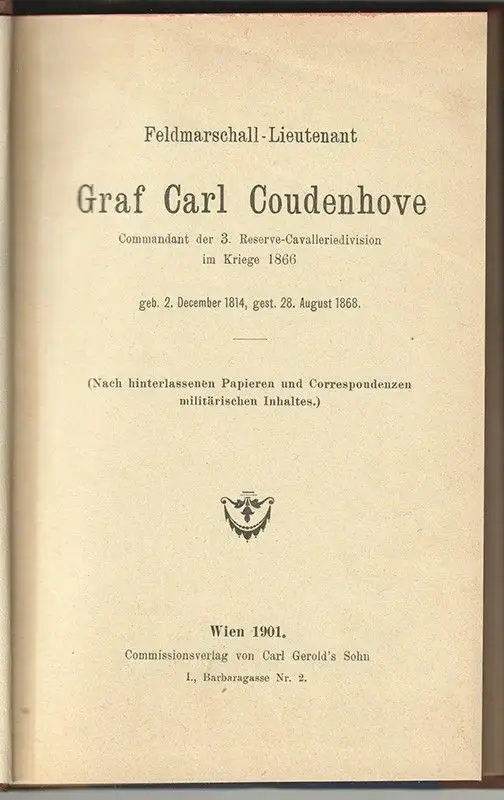 Feldmarschall-Lieutenant
Graf Carl Coudenhove
Commandant der 3. Reserve-Cavalleriedivision
im Kriege 1866
geb. 2. December 1814, gest. 28. August 1868.
(Nach hinterlassenen Papieren und Correspondenzen
militärischen Inhaltes.)
Wien 1901.
Commissionsverlag von Carl Gerold's Sohn
I., Barbaragasse Nr. 2.